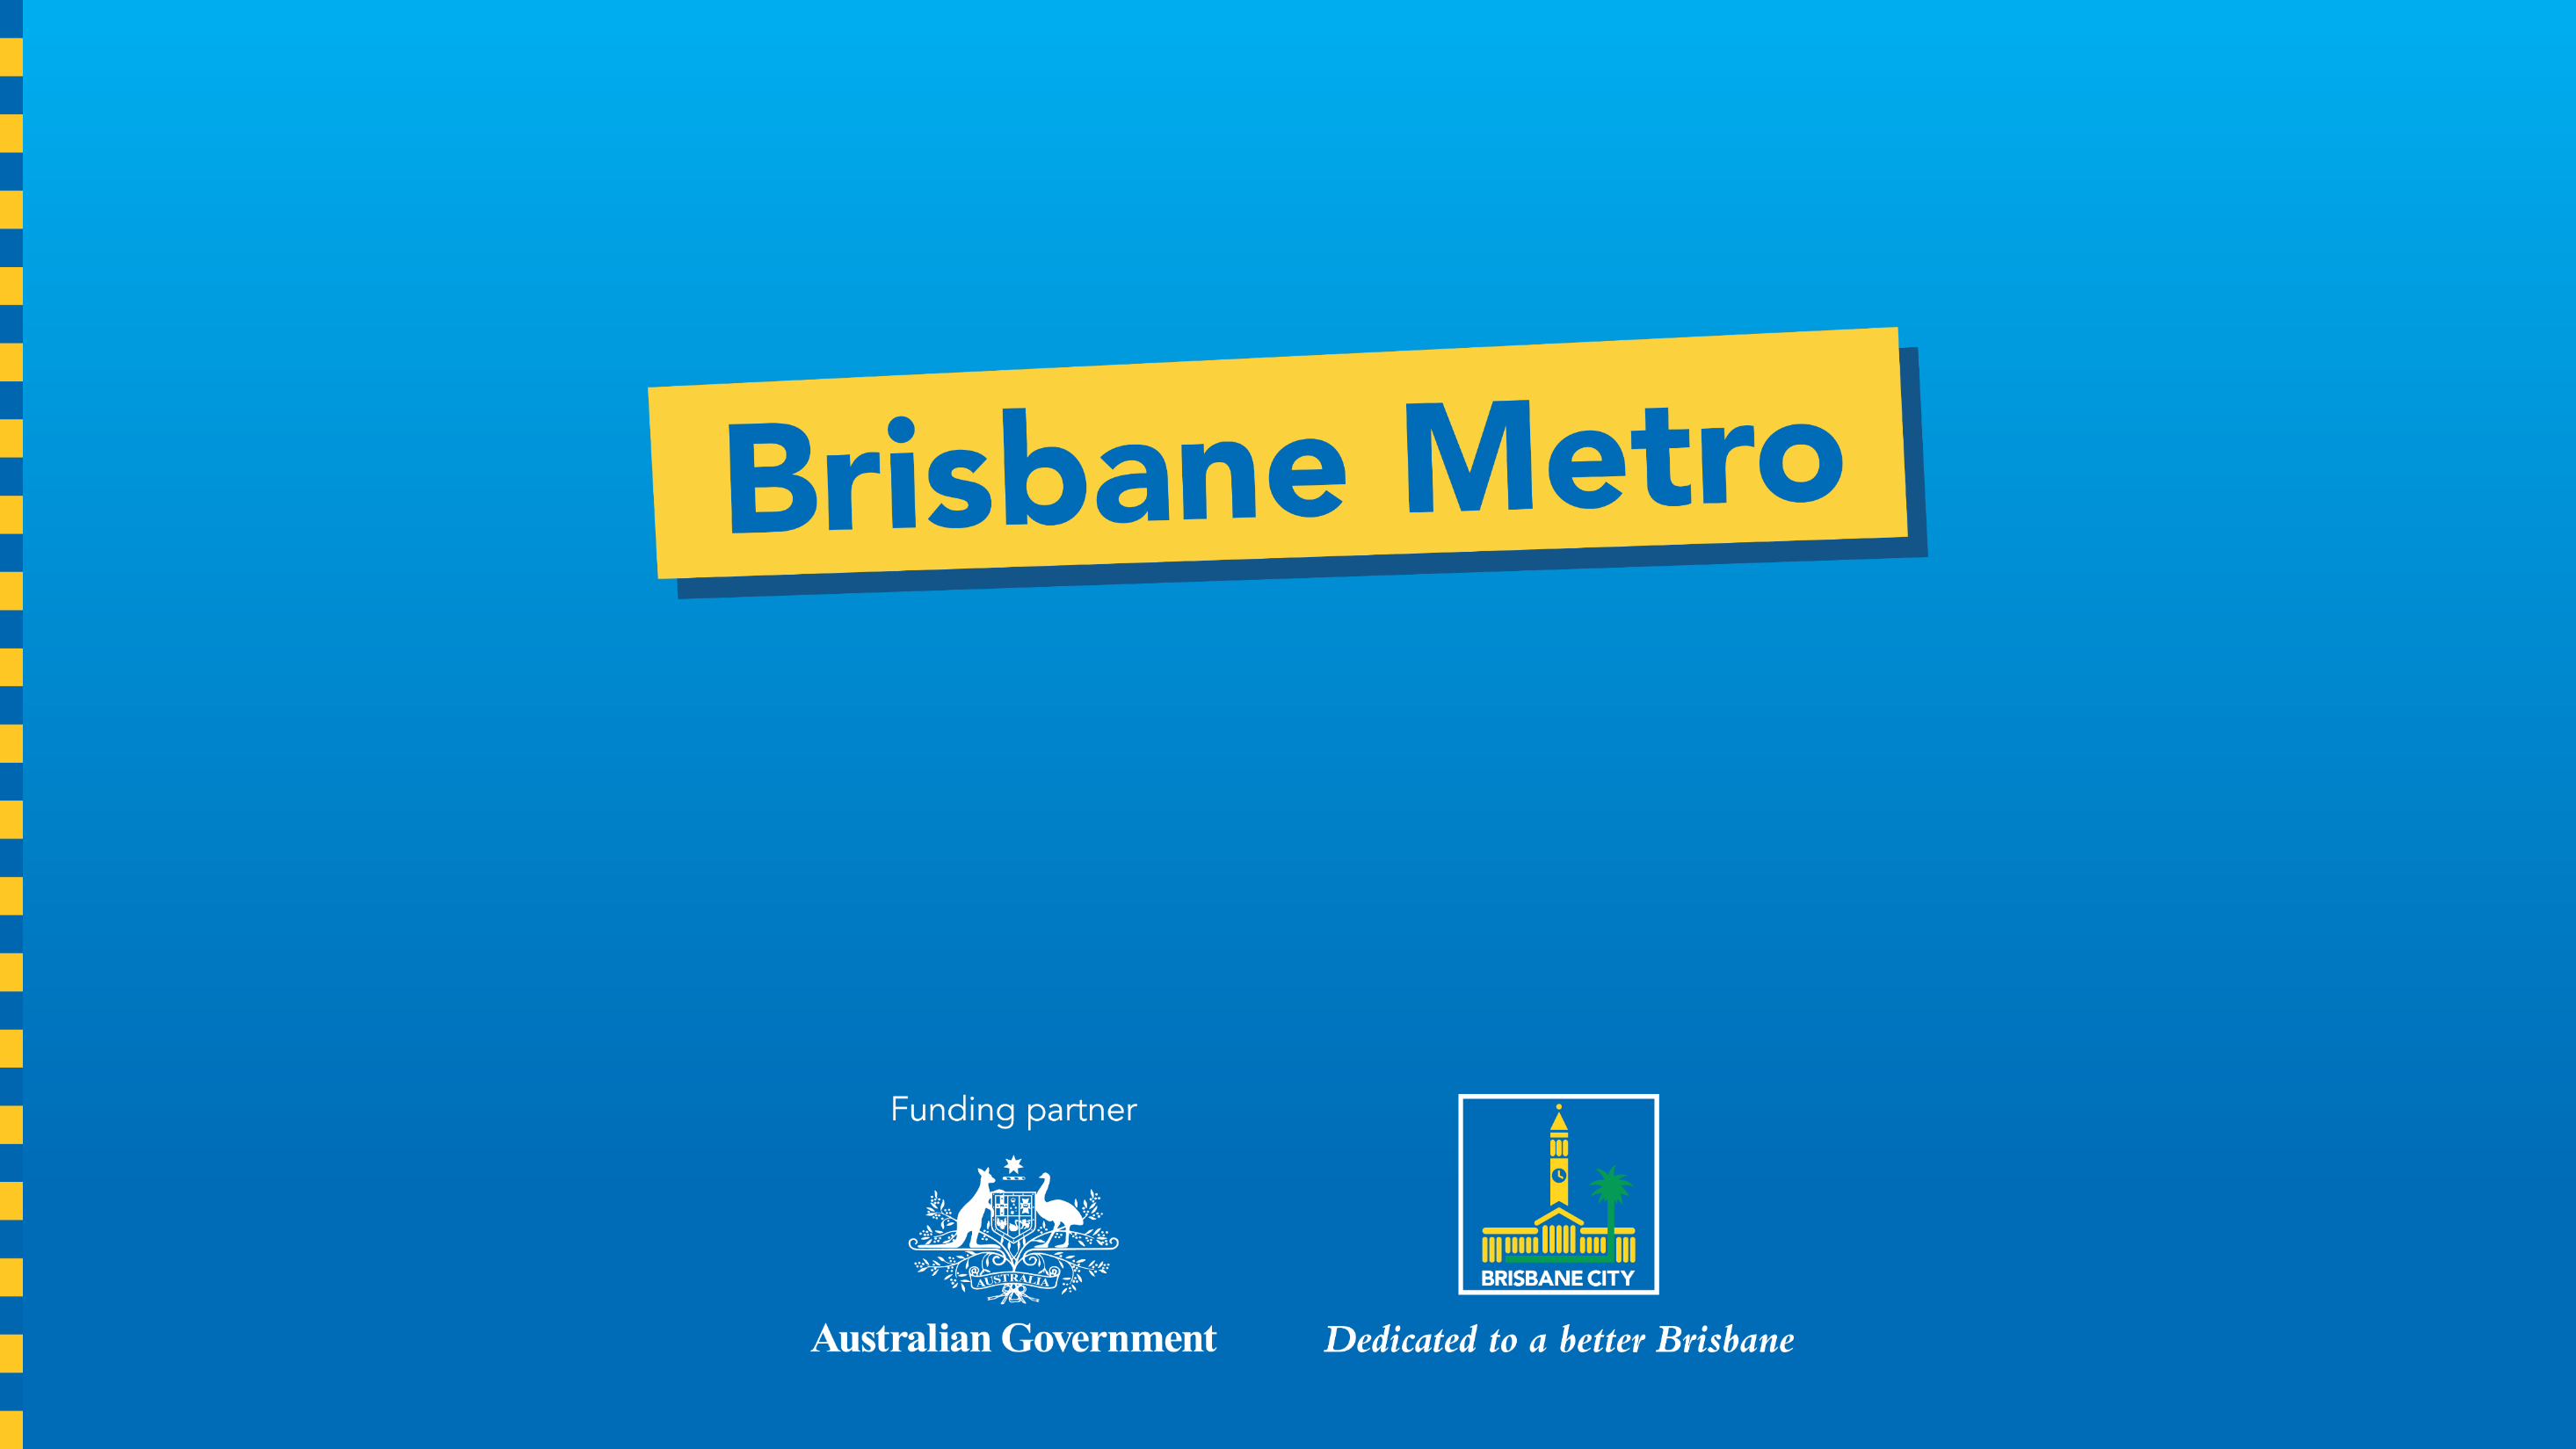 Brisbane Metro
Funding partner
AUSTRALIA
Australian Government
BRISBANE CITY
Dedicated to a better Brisbane